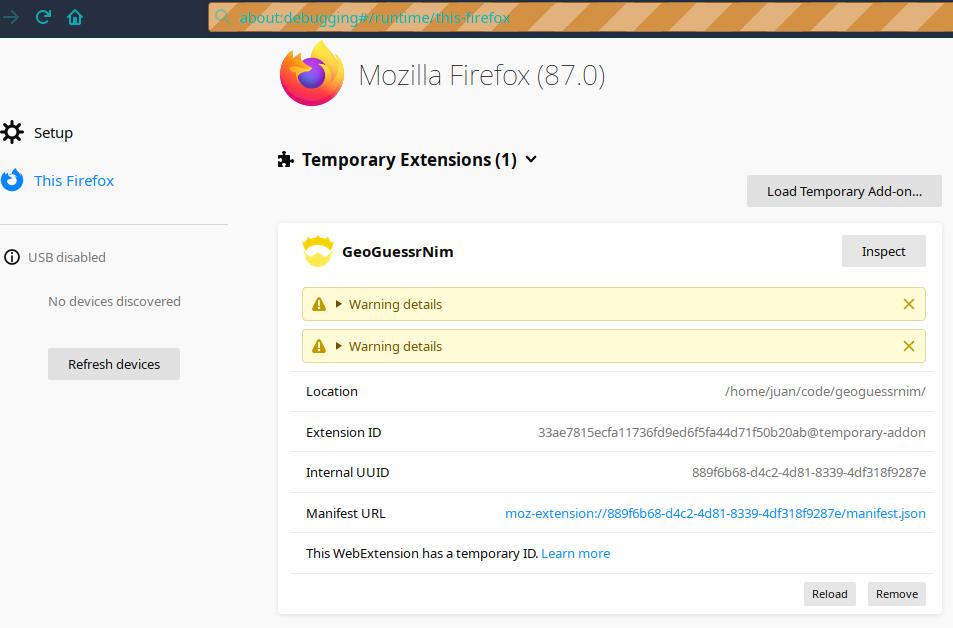 about:debugging#/runtime/this-firefox
Mozilla Firefox (87.0)
Setup
This Firefox
USB disabled
No devices discovered
Refresh devices
Temporary Extensions (1)
Load Temporary Add-on...
GeoGuessrNim
Inspect
Warning details
Warning details
Location /home/juan/code/geoguessrnim/
Extension ID 33ae7815ecfa11736fd9ed6f5fa44d71f50b20ab@temporary-addon
Internal UUID 889f6b68-d4c2-4d81-8339-4df318f9287e
Manifest URL moz-extension://889f6b68-d4c2-4d81-8339-4df318f9287e/manifest.json
This WebExtension has a temporary ID. Learn more
Reload Remove